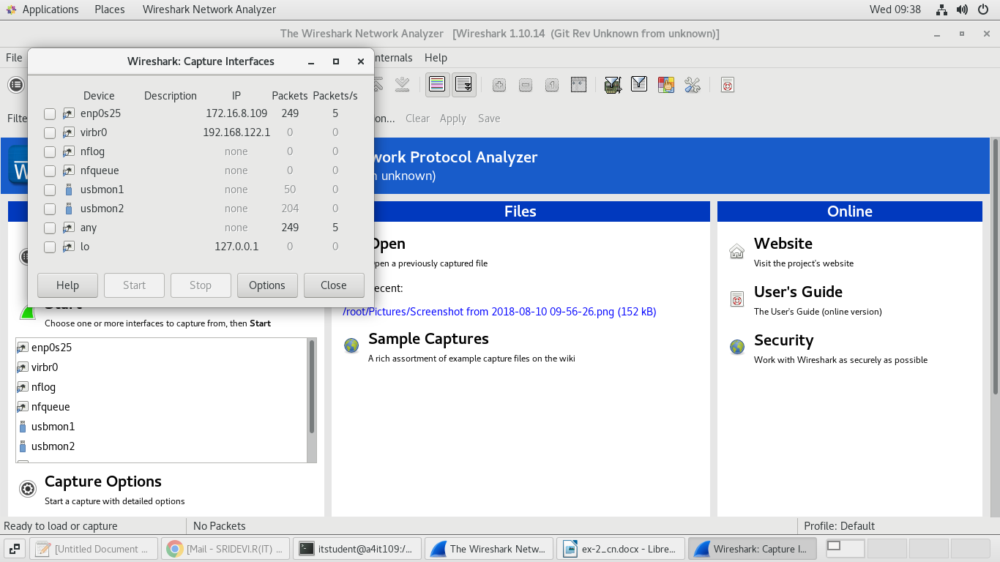 Applications Places Wireshark Network Analyzer Wed 09:38
The Wireshark Network Analyzer [Wireshark 1.10.14 (Git Rev Unknown from unknown)]
File nternals Help
Wireshark: Capture Interfaces
Device Description IP Packets Packets/s
enp0s25 172.16.8.109 249 5
virbr0 192.168.122.1 0 0
nflog none 0 0
nfqueue none 0 0
usbmon1 none 50 0
usbmon2 none 204 0
any none 249 5
lo 127.0.0.1 0 0
Help Start Stop Options Close
Filte on... Clear Apply Save
W work Protocol Analyzer
unknown)
Files
Open
Open a previously captured file
ecent:
/root/Pictures/Screenshot from 2018-08-10 09-56-26.png (152 kB)
Sample Captures
A rich assortment of example capture files on the wiki
Online
Website
Visit the project's website
User's Guide
The User's Guide (online version)
Security
Work with Wireshark as securely as possible
Start
Choose one or more interfaces to capture from, then Start
enp0s25
virbr0
nflog
nfqueue
usbmon1
usbmon2
Capture Options
Start a capture with detailed options
Ready to load or capture No Packets Profile: Default
[Untitled Document ... [Mail - SRIDEVI.R(IT) ... itstudent@a4it109:/... The Wireshark Netw... ex-2_cn.docx - Libre... Wireshark: Capture I...